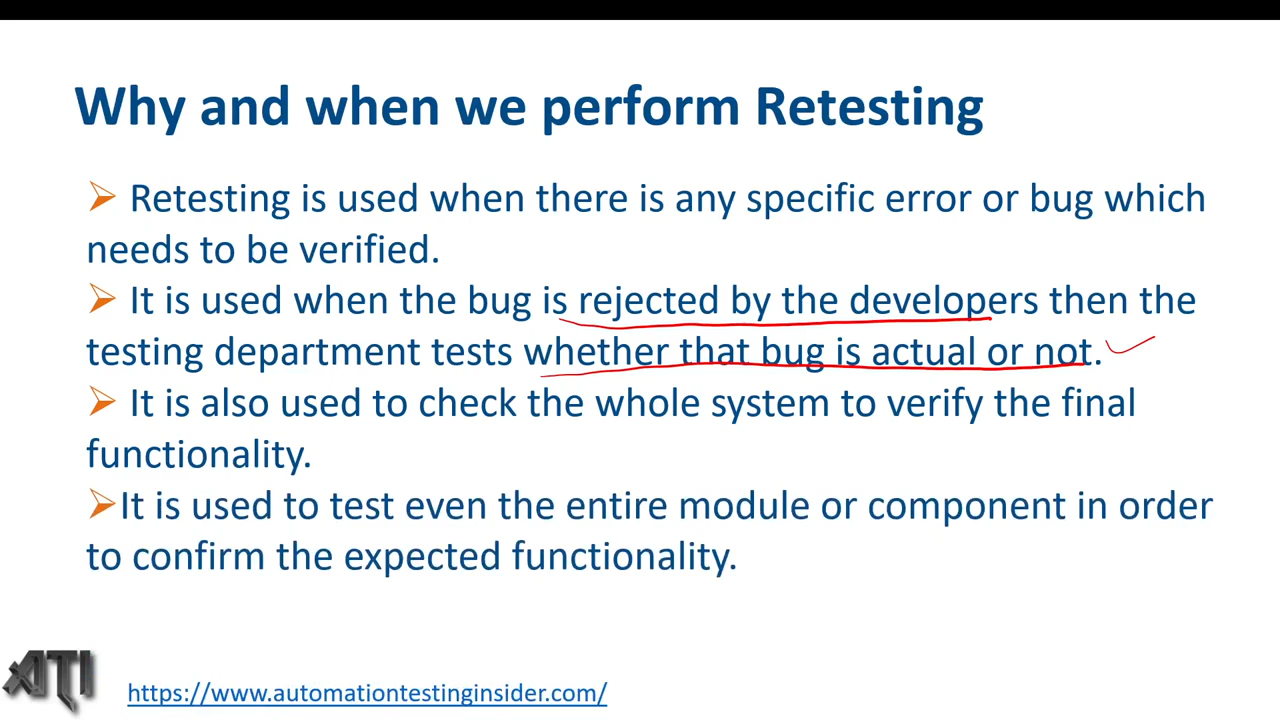 Why and when we perform Retesting
➢ Retesting is used when there is any specific error or bug which
needs to be verified.
➢ It is used when the bug is rejected by the developers then the
testing department tests whether that bug is actual or not.
➢ It is also used to check the whole system to verify the final
functionality.
➢It is used to test even the entire module or component in order
to confirm the expected functionality.
ATI
https://www.automationtestinginsider.com/